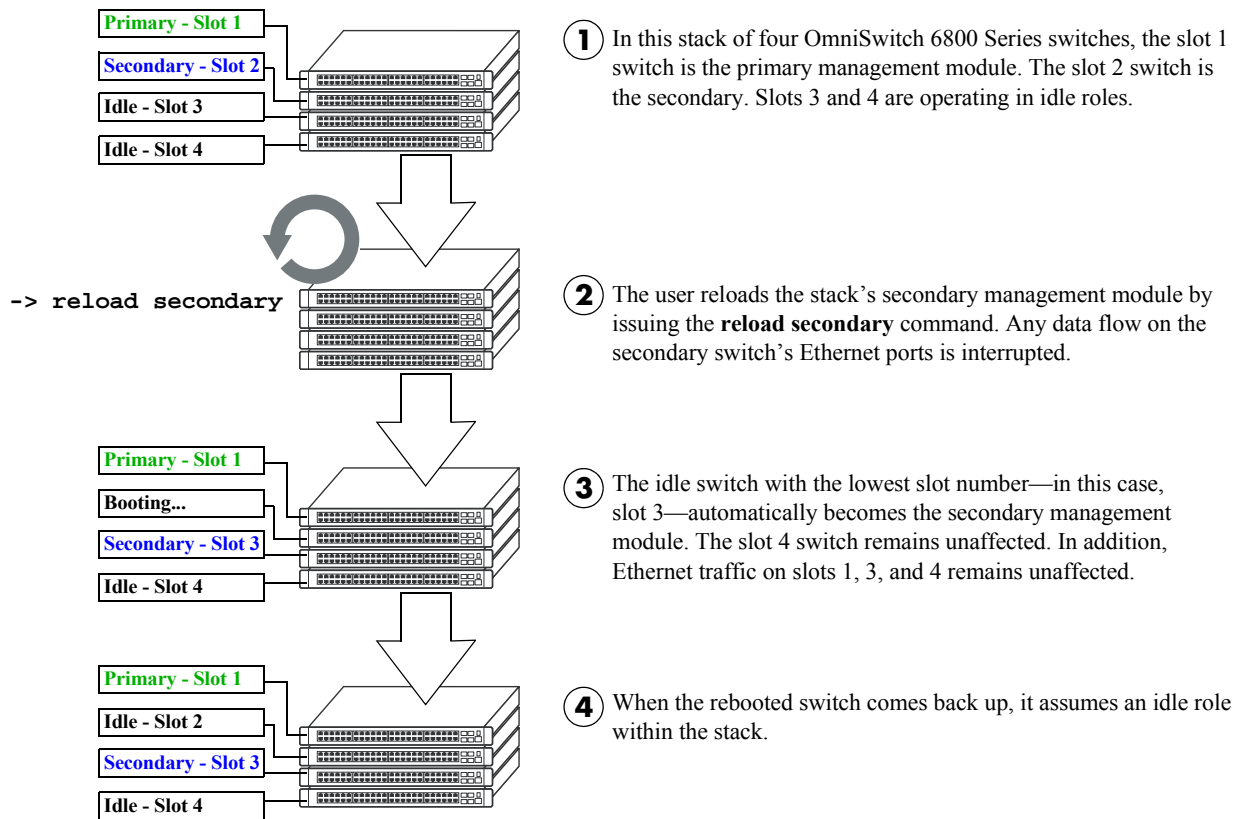 Primary - Slot 1
Secondary - Slot 2
Idle - Slot 3
Idle - Slot 4
1 In this stack of four OmniSwitch 6800 Series switches, the slot 1
switch is the primary management module. The slot 2 switch is
the secondary. Slots 3 and 4 are operating in idle roles.
-> reload secondary
2 The user reloads the stack’s secondary management module by
issuing the reload secondary command. Any data flow on the
secondary switch’s Ethernet ports is interrupted.
Primary - Slot 1
Booting...
Secondary - Slot 3
Idle - Slot 4
3 The idle switch with the lowest slot number—in this case,
slot 3—automatically becomes the secondary management
module. The slot 4 switch remains unaffected. In addition,
Ethernet traffic on slots 1, 3, and 4 remains unaffected.
Primary - Slot 1
Idle - Slot 2
Secondary - Slot 3
Idle - Slot 4
4 When the rebooted switch comes back up, it assumes an idle role
within the stack.